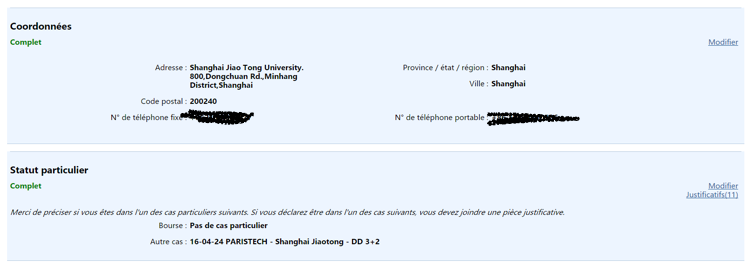 Coordonnées
Complet
Modifier
Adresse : Shanghai Jiao Tong University.
800,Dongchuan Rd.,Minhang
District,Shanghai
Province / état / région : Shanghai
Ville : Shanghai
Code postal : 200240
N° de téléphone fixe
N° de téléphone portable :
Statut particulier
Complet
Modifier
Justificatifs(11)
Merci de préciser si vous êtes dans l'un des cas particuliers suivants. Si vous déclarez être dans l'un des cas suivants, vous devez joindre une pièce justificative.
Bourse : Pas de cas particulier
Autre cas : 16-04-24 PARISTECH - Shanghai Jiaotong - DD 3+2